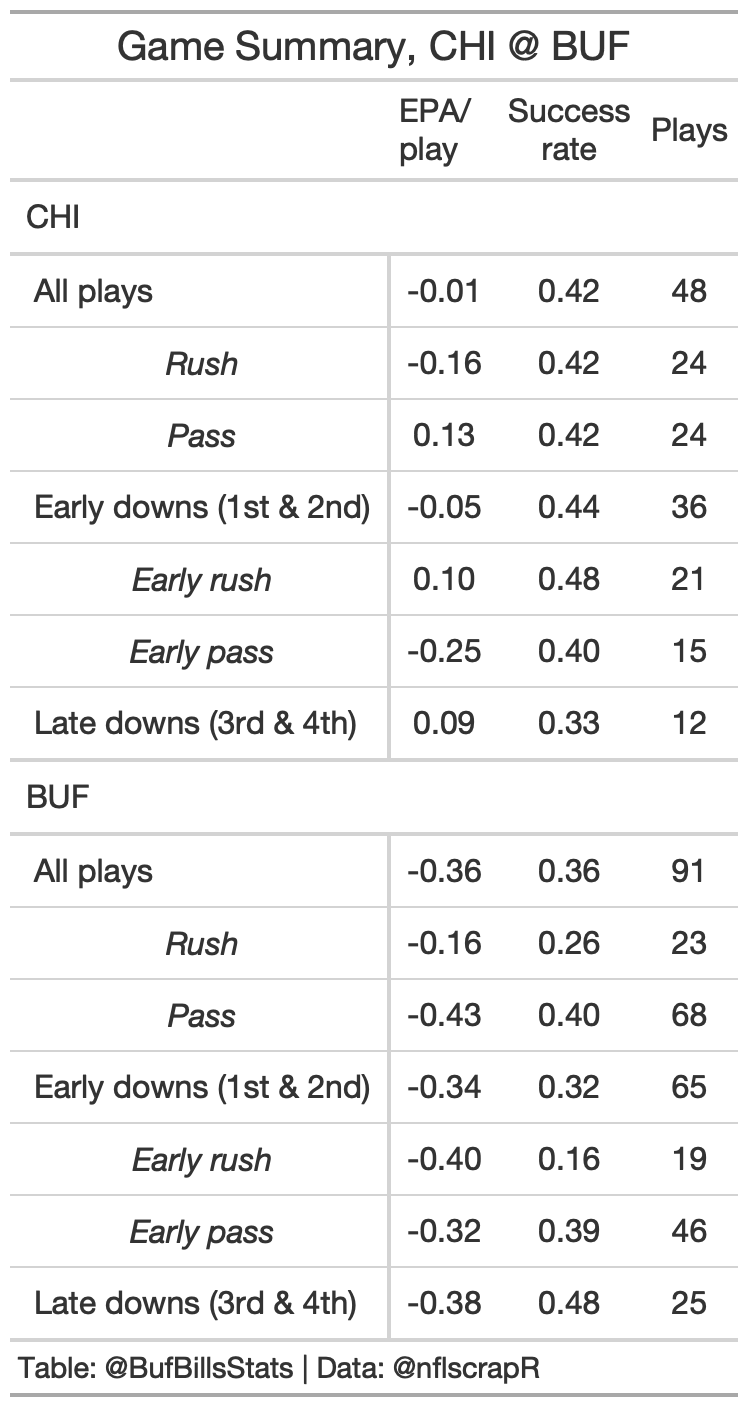 Game Summary, CHI @ BUF
EPA/ Success Plays
play rate
CHI
All plays -0.01 0.42 48
Rush -0.16 0.42 24
Pass 0.13 0.42 24
Early downs (1st & 2nd) -0.05 0.44 36
Early rush 0.10 0.48 21
Early pass -0.25 0.40 15
Late downs (3rd & 4th) 0.09 0.33 12
BUF
All plays -0.36 0.36 91
Rush -0.16 0.26 23
Pass -0.43 0.40 68
Early downs (1st & 2nd) -0.34 0.32 65
Early rush -0.40 0.16 19
Early pass -0.32 0.39 46
Late downs (3rd & 4th) -0.38 0.48 25
Table: @BufBillsStats | Data: @nflscrapR